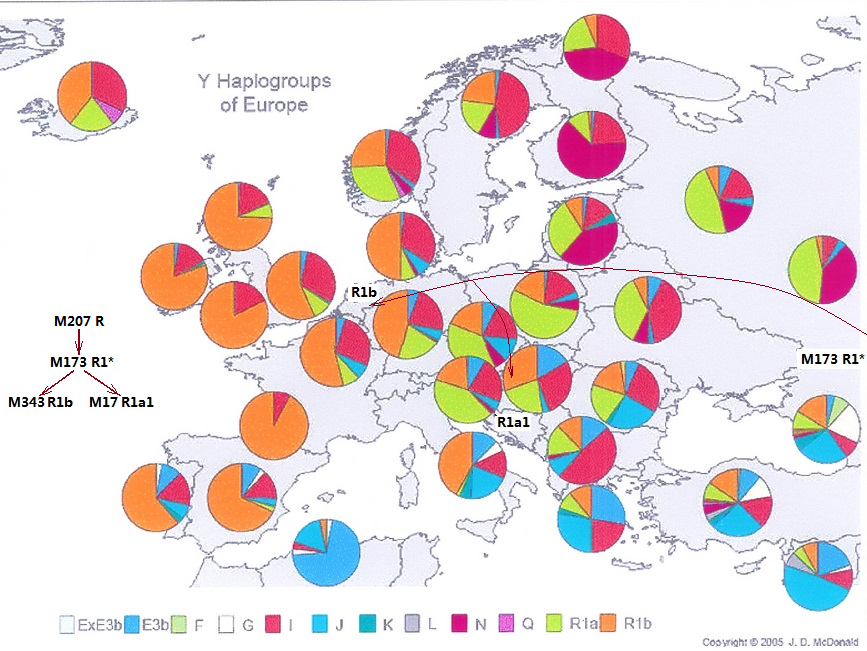 Y Haplogroups
of Europe
R1b
M207 R
M173 R1*
M173 R1*
M343 R1b M17 R1a1
R1a1
ExE3b E3b F G I J K L N Q R1a R1b
Copyright © 2005 J. D. McDonald